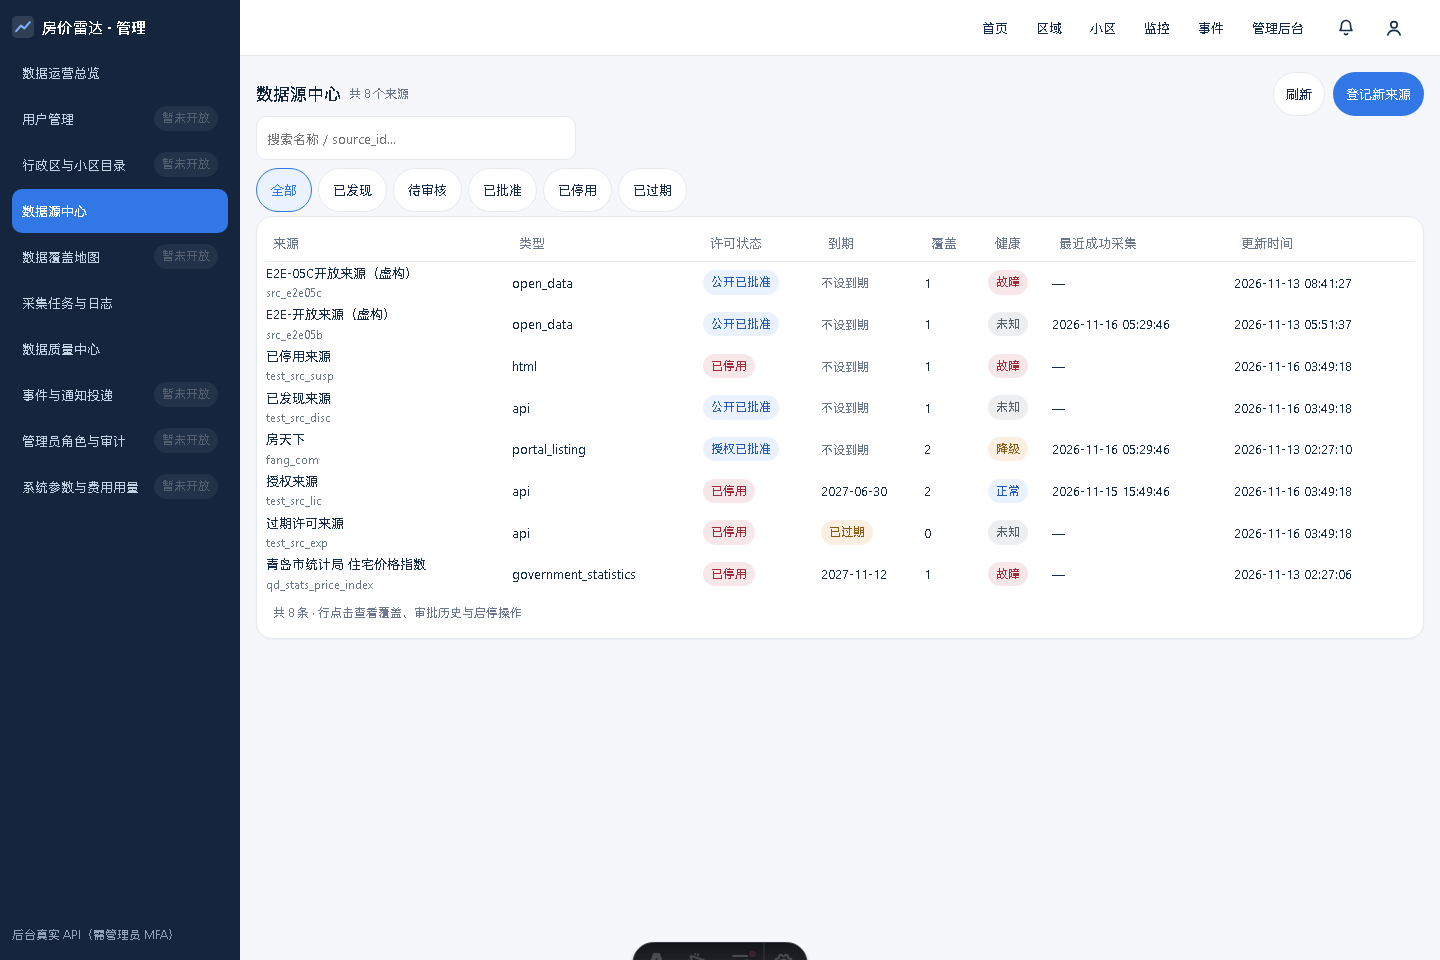 房价雷达 · 管理
首页 区域 小区 监控 事件 管理后台
数据运营总览
用户管理 暂未开放
行政区与小区目录 暂未开放
数据源中心
数据覆盖地图 暂未开放
采集任务与日志
数据质量中心
事件与通知投递 暂未开放
管理员角色与审计 暂未开放
系统参数与费用用量 暂未开放
后台真实 API（需管理员 MFA）
数据源中心 共 8 个来源
刷新 登记新来源
搜索名称 / source_id...
全部 已发现 待审核 已批准 已停用 已过期
来源 类型 许可状态 到期 覆盖 健康 最近成功采集 更新时间
E2E-05C开放来源（虚构）
src_e2e05c
open_data 公开已批准 不设到期 1 故障 — 2026-11-13 08:41:27
E2E-开放来源（虚构）
src_e2e05b
open_data 公开已批准 不设到期 1 未知 2026-11-16 05:29:46 2026-11-13 05:51:37
已停用来源
test_src_susp
html 已停用 不设到期 1 故障 — 2026-11-16 03:49:18
已发现来源
test_src_disc
api 公开已批准 不设到期 1 未知 — 2026-11-16 03:49:18
房天下
fang_com
portal_listing 授权已批准 不设到期 2 降级 2026-11-16 05:29:46 2026-11-13 02:27:10
授权来源
test_src_lic
api 已停用 2027-06-30 2 正常 2026-11-15 15:49:46 2026-11-16 03:49:18
过期许可来源
test_src_exp
api 已停用 已过期 0 未知 — 2026-11-16 03:49:18
青岛市统计局 住宅价格指数
qd_stats_price_index
government_statistics 已停用 2027-11-12 1 故障 — 2026-11-13 02:27:06
共 8 条 · 行点击查看覆盖、审批历史与启停操作